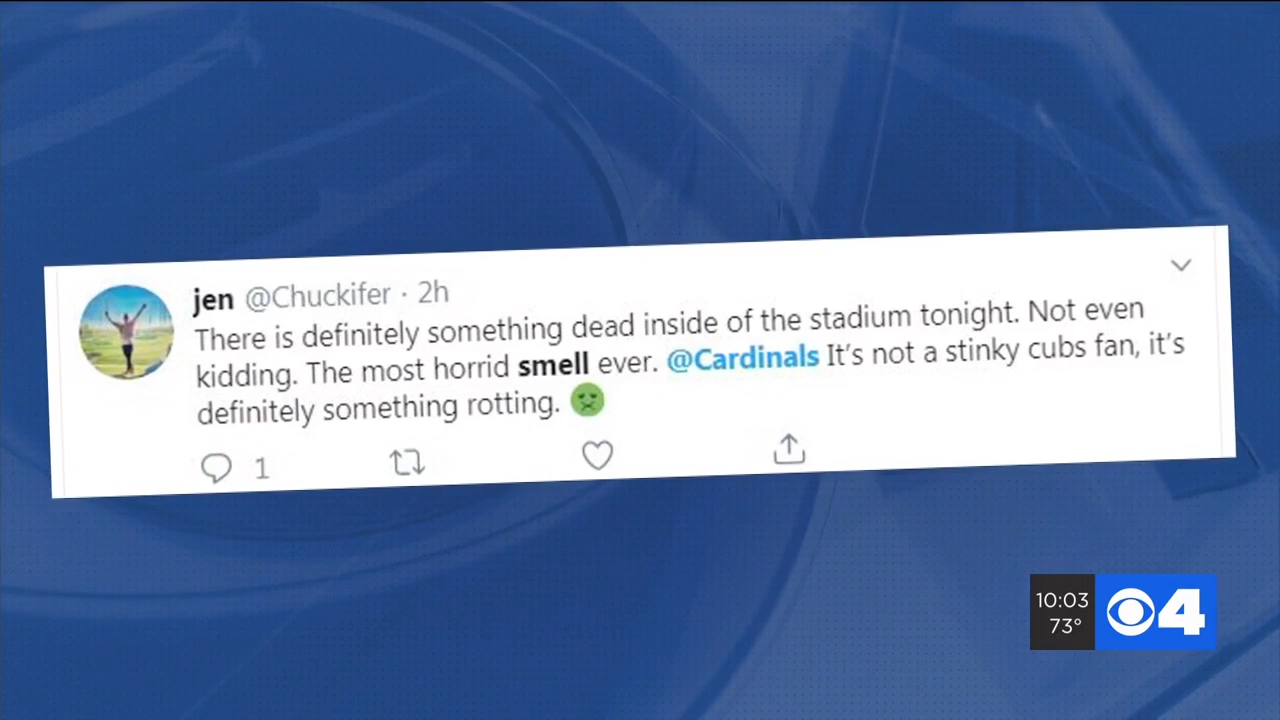 jen @Chuckifer · 2h
There is definitely something dead inside of the stadium tonight. Not even
kidding. The most horrid smell ever. @Cardinals It's not a stinky cubs fan, it's
definitely something rotting. 🤢
1
10:03
73°
4